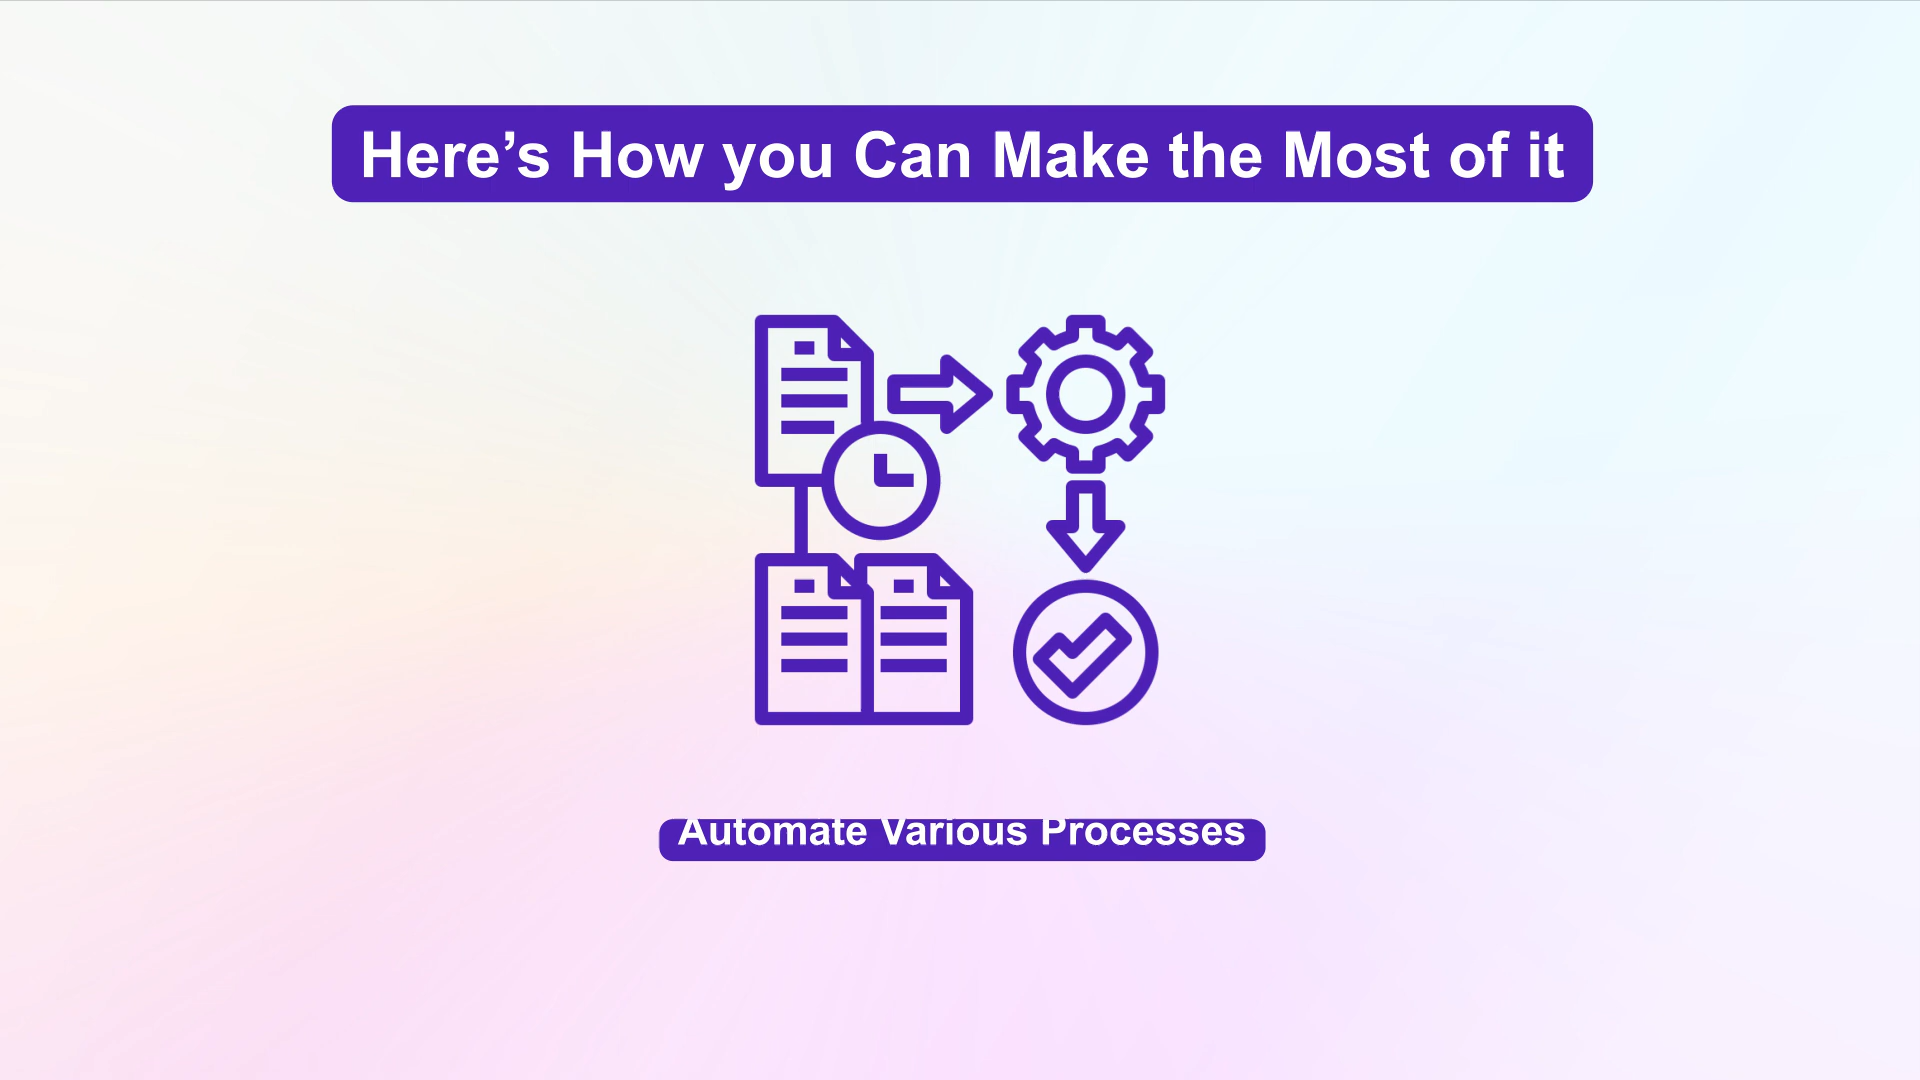 Here’s How you Can Make the Most of it
Automate Various Processes